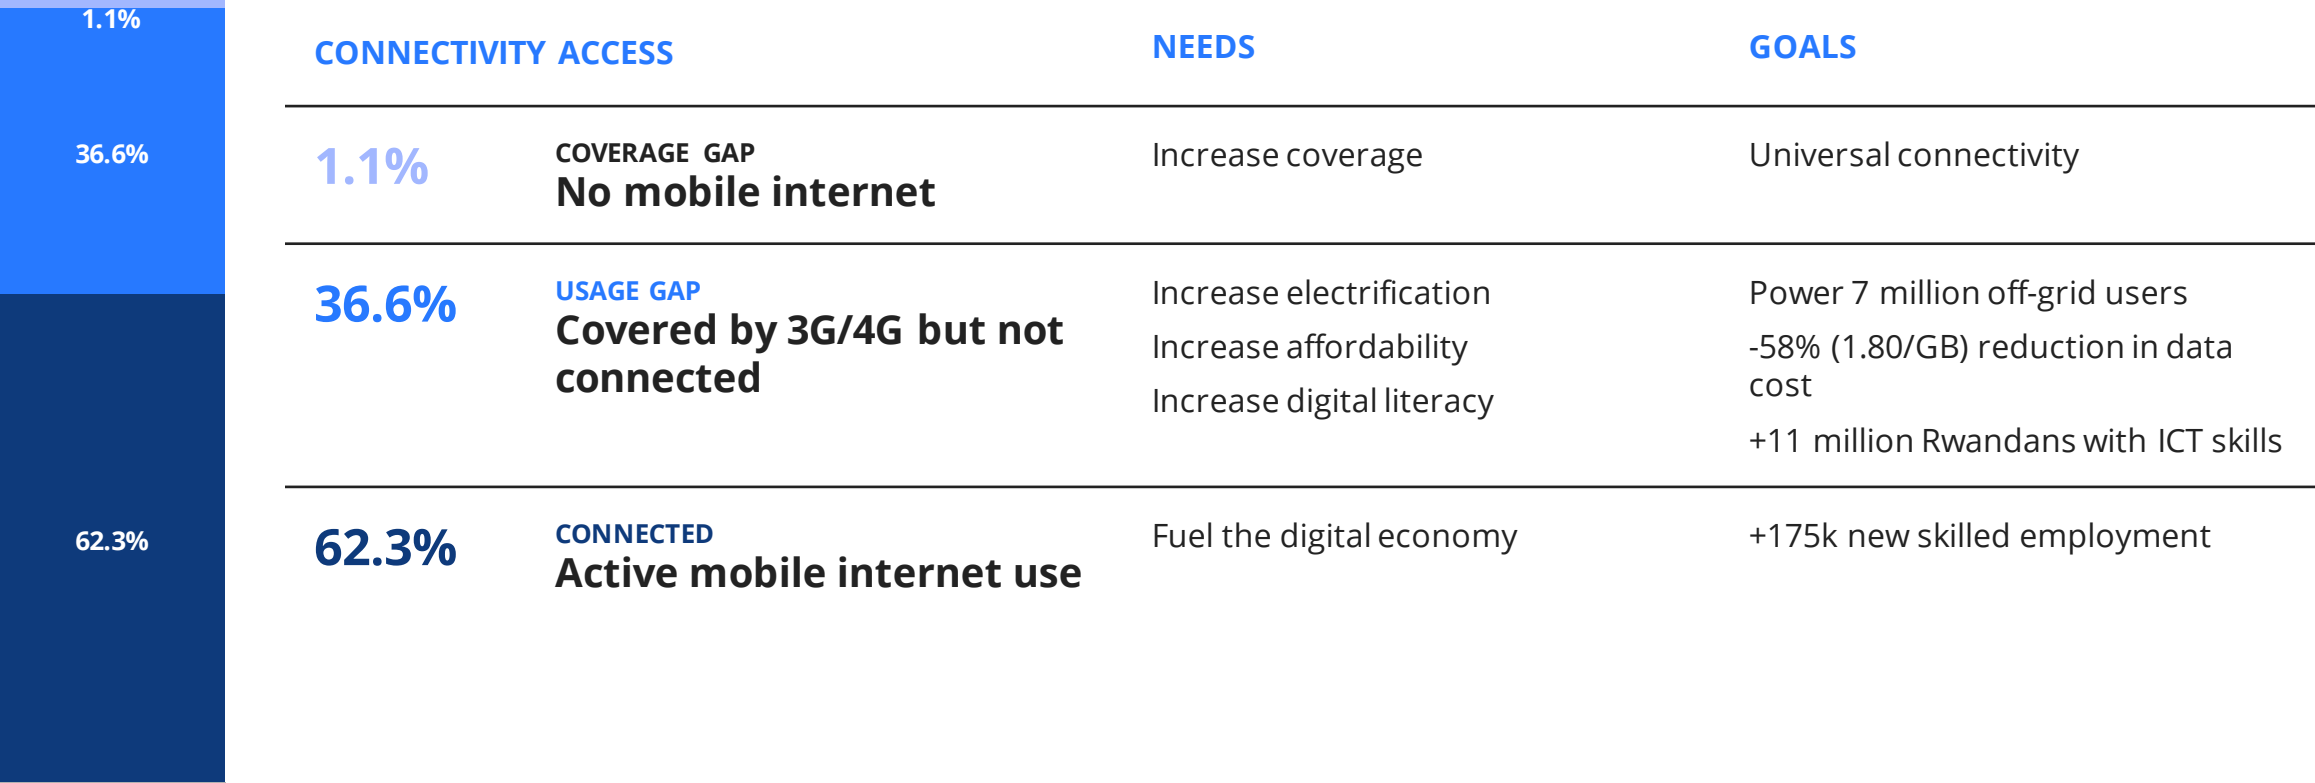 1.1%
36.6%
62.3%
CONNECTIVITY ACCESS
NEEDS
GOALS
1.1%
COVERAGE GAP
No mobile internet
Increase coverage
Universal connectivity
36.6%
USAGE GAP
Covered by 3G/4G but not
connected
Increase electrification
Increase affordability
Increase digital literacy
Power 7 million off-grid users
-58% (1.80/GB) reduction in data
cost
+11 million Rwandans with ICT skills
62.3%
CONNECTED
Active mobile internet use
Fuel the digital economy
+175k new skilled employment